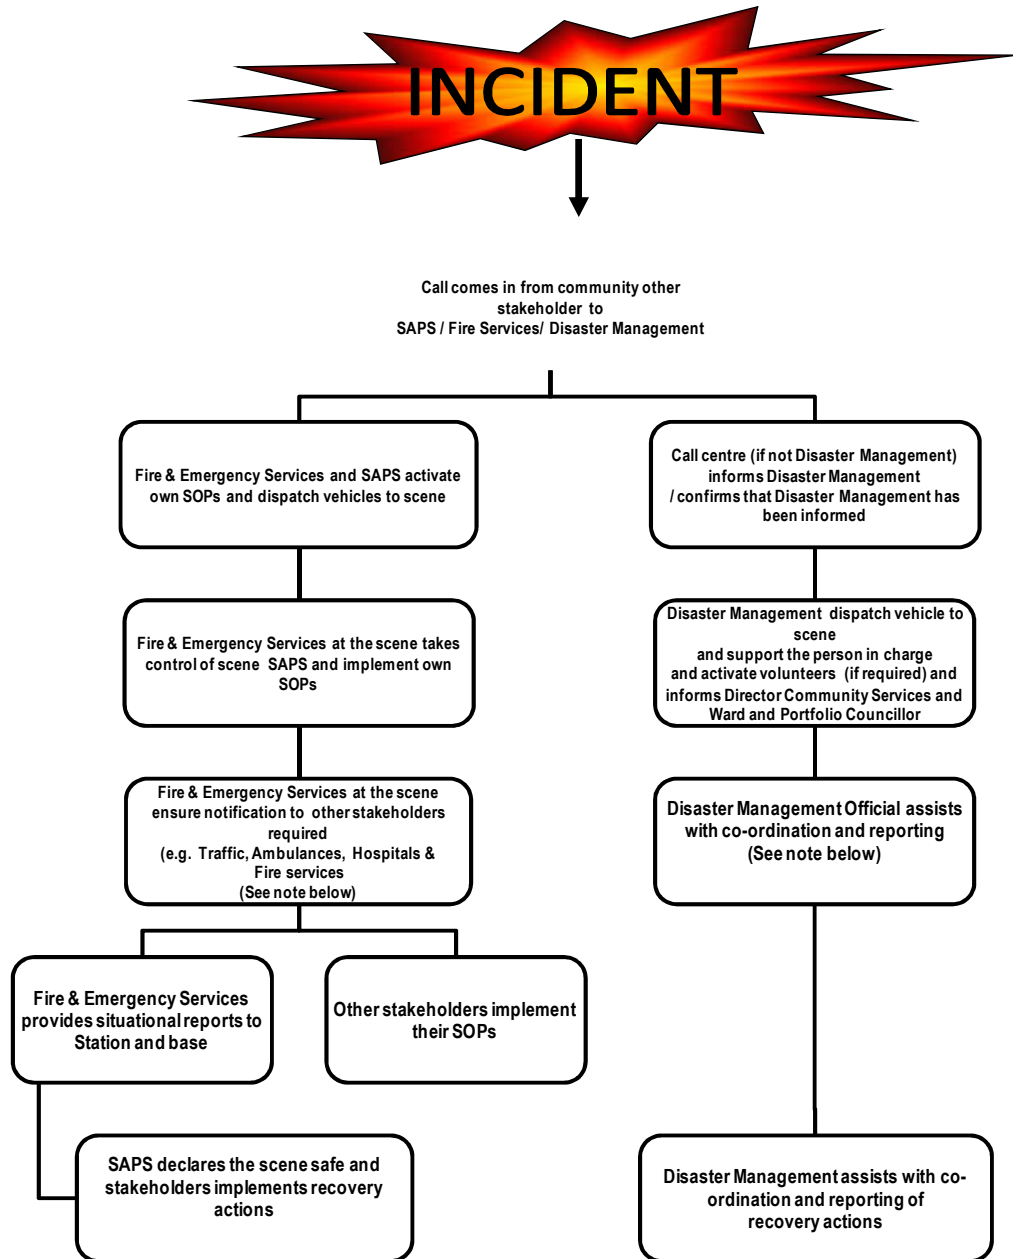 INCIDENT
Call comes in from community other
stakeholder to
SAPS / Fire Services/ Disaster Management
Fire & Emergency Services and SAPS activate
own SOPs and dispatch vehicles to scene
Call centre (if not Disaster Management)
informs Disaster Management
/ confirms that Disaster Management has
been informed
Fire & Emergency Services at the scene takes
control of scene SAPS and implement own
SOPs
Disaster Management dispatch vehicle to
scene
and support the person in charge
and activate volunteers (if required) and
informs Director Community Services and
Ward and Portfolio Councillor
Fire & Emergency Services at the scene
ensure notification to other stakeholders
required
(e.g. Traffic, Ambulances, Hospitals &
Fire services
(See note below)
Disaster Management Official assists
with co-ordination and reporting
(See note below)
Fire & Emergency Services
provides situational reports to
Station and base
Other stakeholders implement
their SOPs
SAPS declares the scene safe and
stakeholders implements recovery
actions
Disaster Management assists with co-
ordination and reporting of
recovery actions